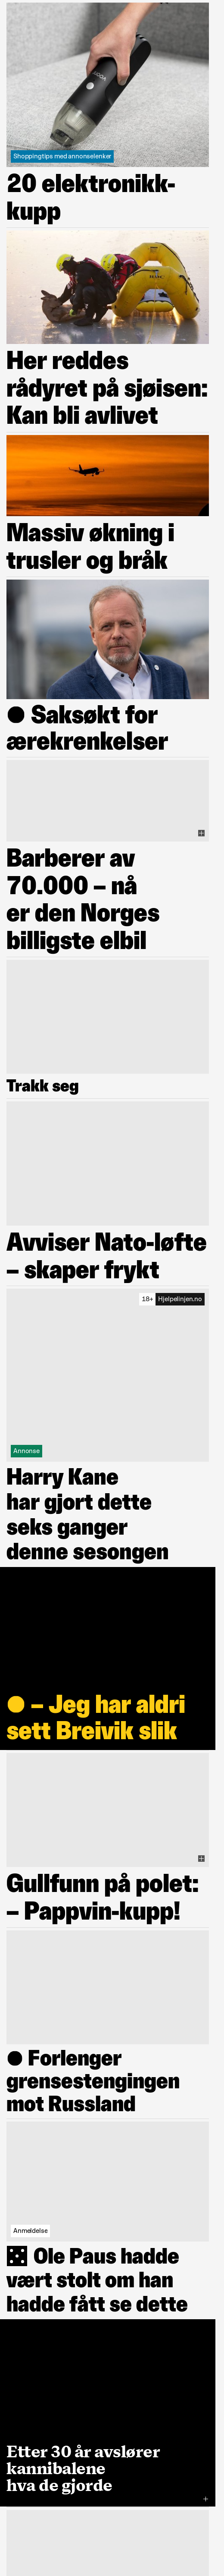 Shoppingtips med annonselenker
20 elektronikk-
kupp
Her reddes
rådyret på sjøisen:
Kan bli avlivet
Massiv økning i
trusler og bråk
Saksøkt for
ærekrenkelser
Barberer av
70.000 – nå
er den Norges
billigste elbil
Trakk seg
Avviser Nato-løfte
– skaper frykt
18+ Hjelpelinjen.no
Annonse
Harry Kane
har gjort dette
seks ganger
denne sesongen
– Jeg har aldri
sett Breivik slik
Gullfunn på polet:
– Pappvin-kupp!
Forlenger
grensestengingen
mot Russland
Anmeldelse
Ole Paus hadde
vært stolt om han
hadde fått se dette
Etter 30 år avslører
kannibalene
hva de gjorde